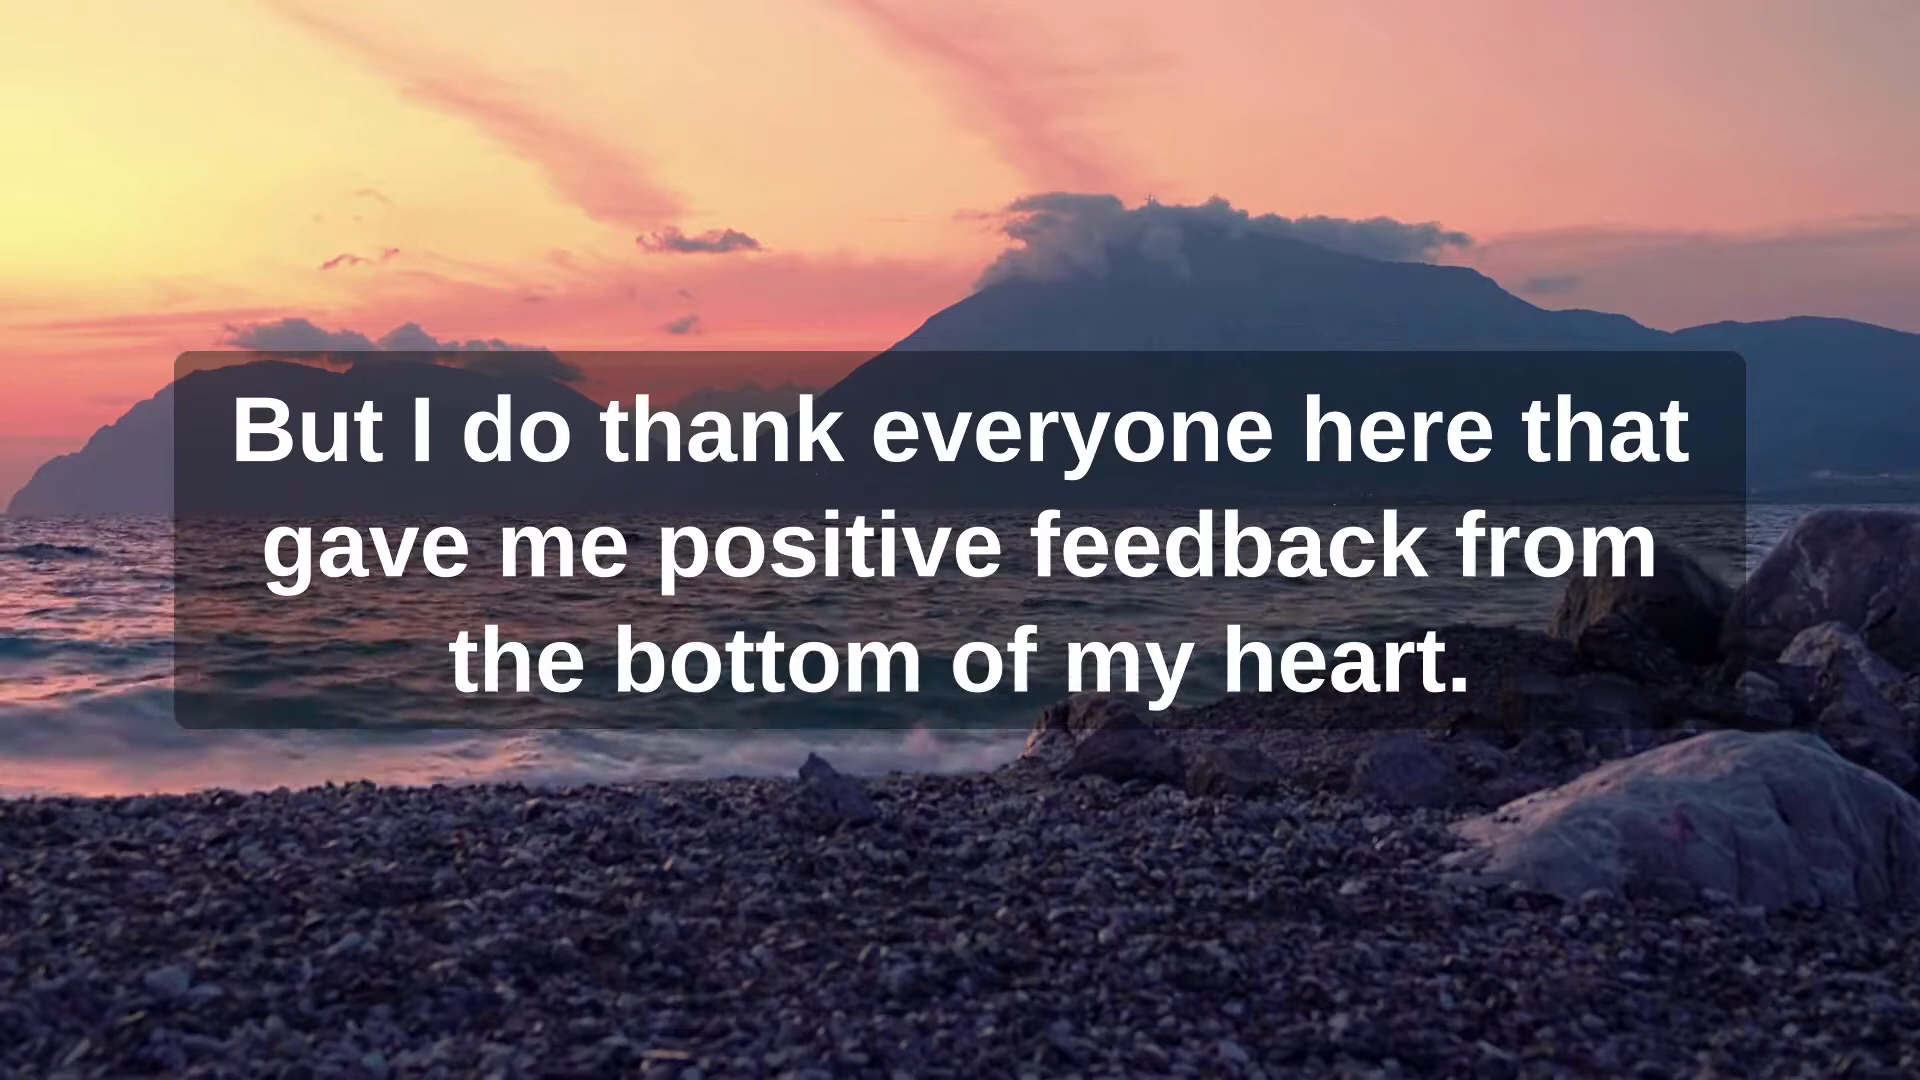 But I do thank everyone here that
gave me positive feedback from
the bottom of my heart.